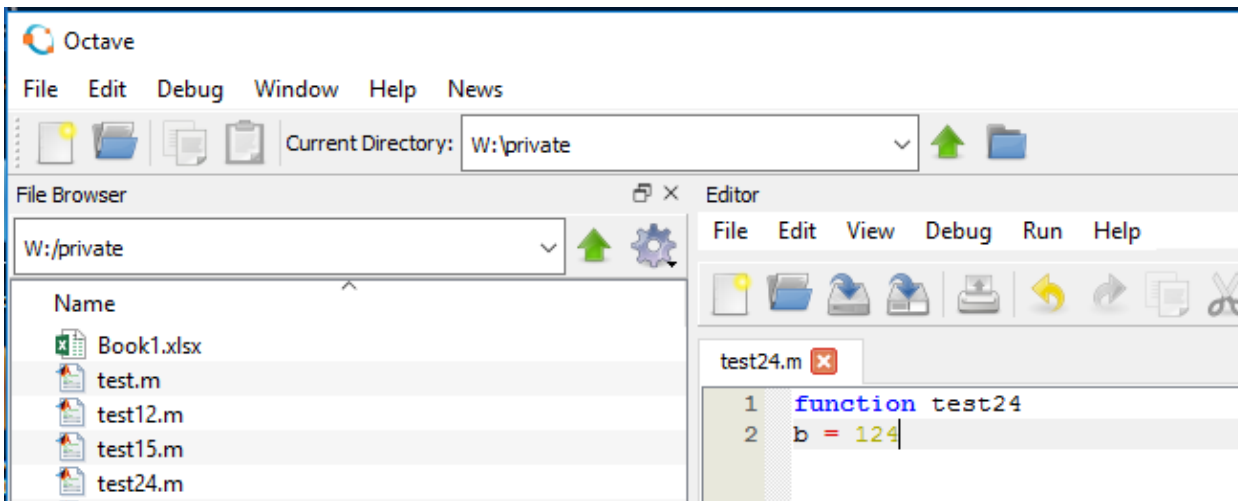 Octave
File Edit Debug Window Help News
Current Directory: W:\private
File Browser
W:/private
Name
Book1.xlsx
test.m
test12.m
test15.m
test24.m
Editor
File Edit View Debug Run Help
test24.m
1 function test24
2 b = 124